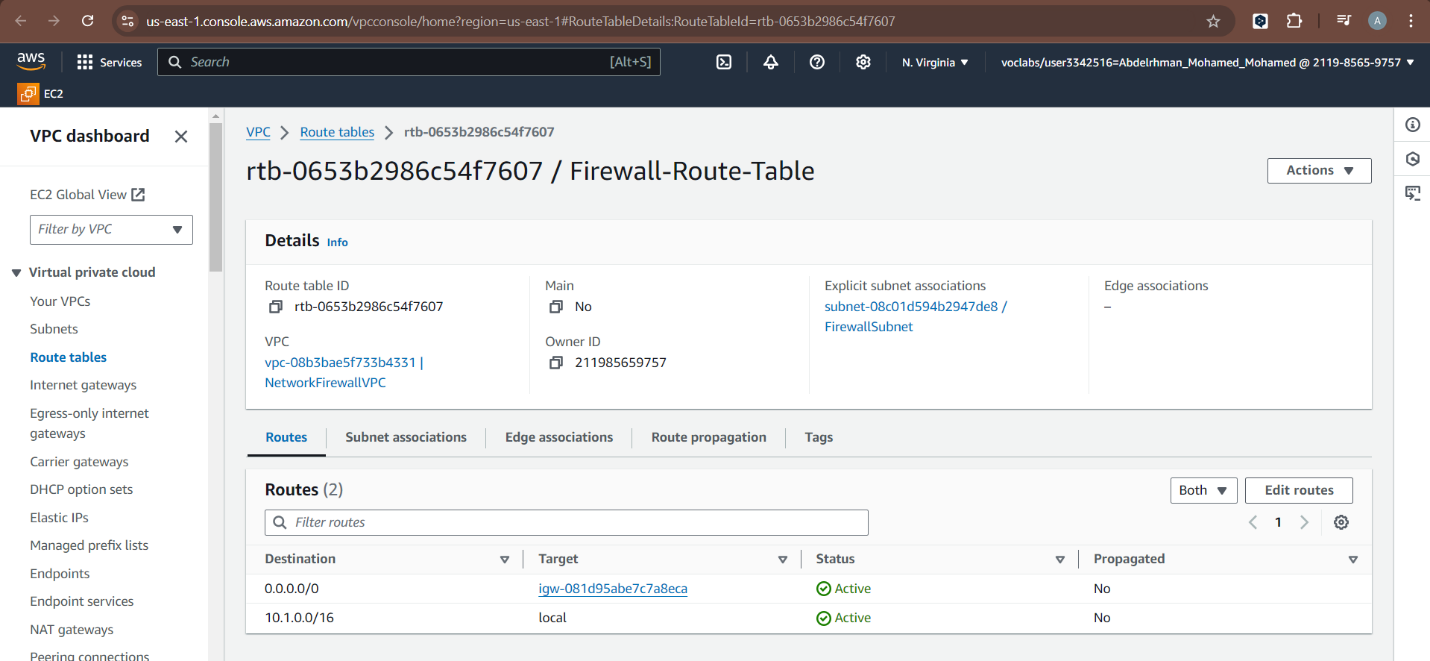 us-east-1.console.aws.amazon.com/vpcconsole/home?region=us-east-1#RouteTableDetails:RouteTableId=rtb-0653b2986c54f7607
A
aws
Services
Search
[Alt+S]
N. Virginia
voclabs/user3342516=Abdelrhman_Mohamed_Mohamed @ 2119-8565-9757
EC2
VPC dashboard
EC2 Global View
Filter by VPC
Virtual private cloud
Your VPCs
Subnets
Route tables
Internet gateways
Egress-only internet
gateways
Carrier gateways
DHCP option sets
Elastic IPs
Managed prefix lists
Endpoints
Endpoint services
NAT gateways
Peering connections
VPC
Route tables
rtb-0653b2986c54f7607
rtb-0653b2986c54f7607 / Firewall-Route-Table
Actions
Details Info
Route table ID
rtb-0653b2986c54f7607
VPC
vpc-08b3bae5f733b4331 |
NetworkFirewallVPC
Main
No
Owner ID
211985659757
Explicit subnet associations
subnet-08c01d594b2947de8 /
FirewallSubnet
Edge associations
–
Routes
Subnet associations
Edge associations
Route propagation
Tags
Routes (2)
Both
Edit routes
Filter routes
1
Destination Target Status Propagated
0.0.0.0/0 igw-081d95abe7c7a8eca Active No
10.1.0.0/16 local Active No